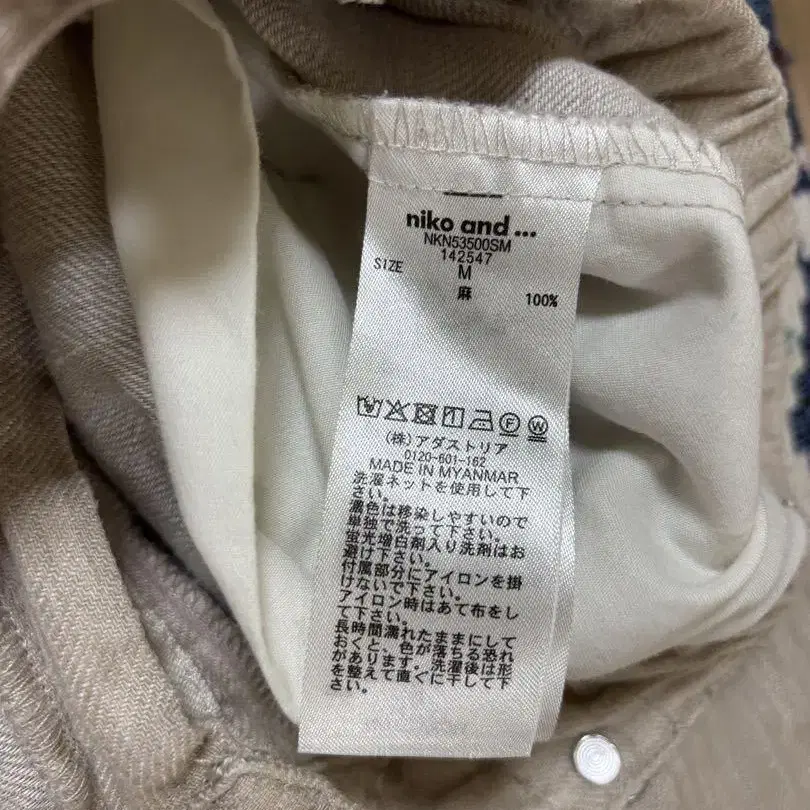 niko and ...
NKN53500SM
142547
SIZE M
麻 100%
(株)アダストリア
0120-601-162
MADE IN MYANMAR
洗濯ネットを使用して下
さい。
濃色は移染しやすいので
単独で洗って下さい。
蛍光増白剤入り洗剤はお
避け下さい。
付属部分にアイロンを掛
けないで下さい。
アイロン時はあて布をし
て下さい。
長時間濡れたままにして
おくと、色が落ちる恐れ
があります。洗濯後は形
を整えて直ぐに干して下
さい。